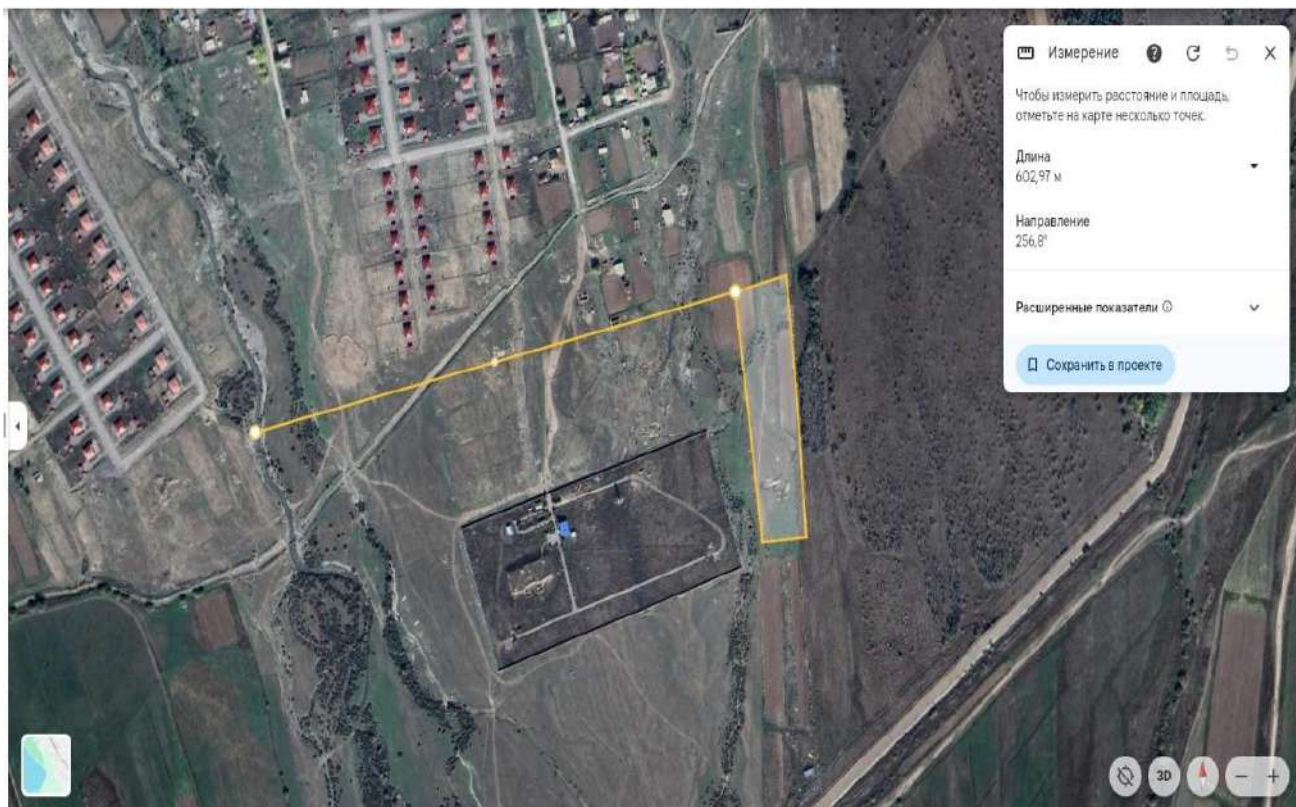 Измерение
Чтобы измерить расстояние и площадь,
отметьте на карте несколько точек.
Длина
602,97 м
Направление
256,8°
Расширенные показатели
Сохранить в проекте
3D